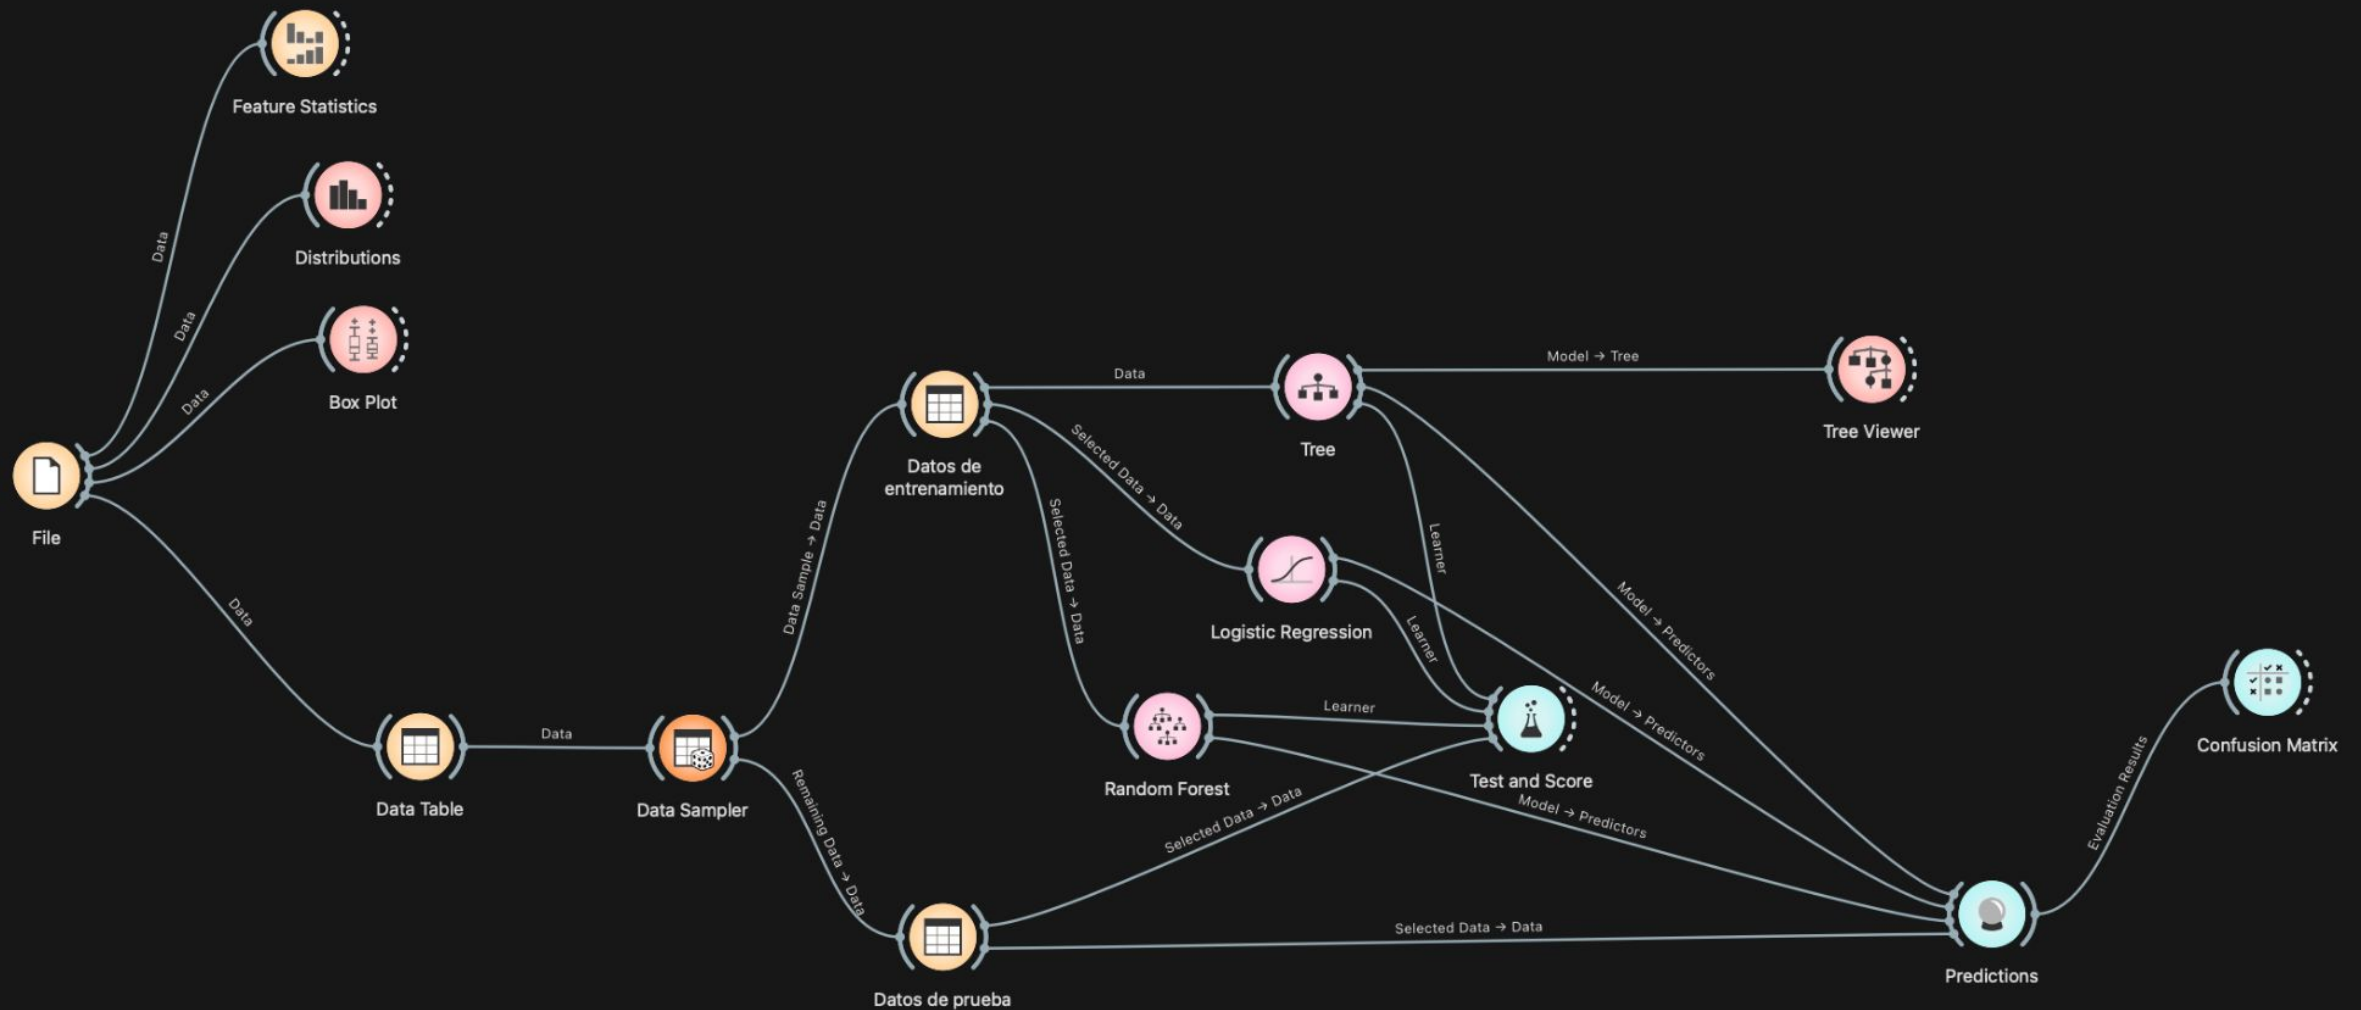 Feature Statistics
Data
Distributions
Data
Box Plot
Data
File
Data
Data Table
Data
Data Sampler
Data Sample → Data
Remaining Data → Data
Datos de
entrenamiento
Data
Selected Data → Data
Selected Data → Data
Tree
Model → Tree
Tree Viewer
Learner
Model → Predictors
Logistic Regression
Learner
Model → Predictors
Random Forest
Learner
Model → Predictors
Test and Score
Selected Data → Data
Datos de prueba
Selected Data → Data
Predictions
Evaluation Results
Confusion Matrix